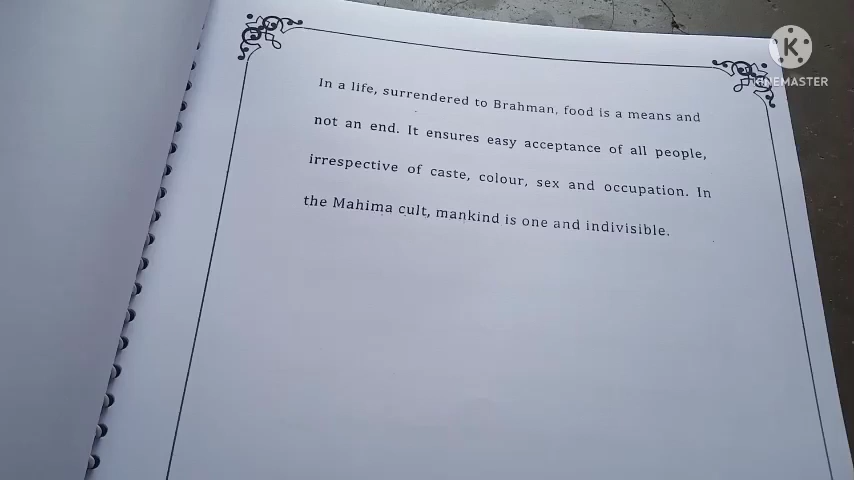 In a life, surrendered to Brahman, food is a means and
not an end. It ensures easy acceptance of all people,
irrespective of caste, colour, sex and occupation. In
the Mahima cult, mankind is one and indivisible.
K
KINEMASTER